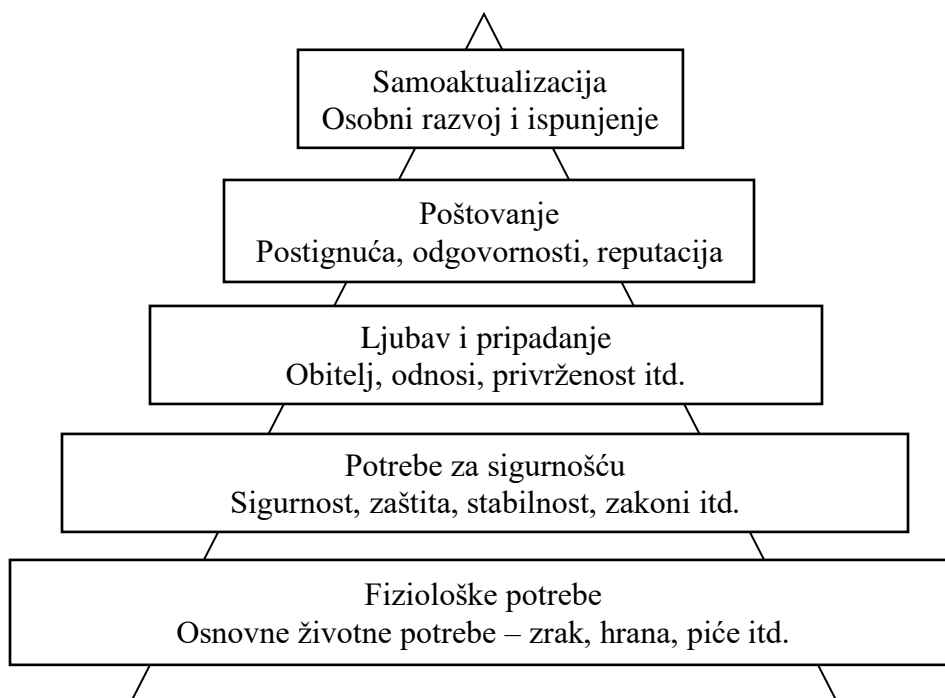 Samoaktualizacija
Osobni razvoj i ispunjenje
Poštovanje
Postignuća, odgovornosti, reputacija
Ljubav i pripadanje
Obitelj, odnosi, privrženost itd.
Potrebe za sigurnošću
Sigurnost, zaštita, stabilnost, zakoni itd.
Fiziološke potrebe
Osnovne životne potrebe – zrak, hrana, piće itd.